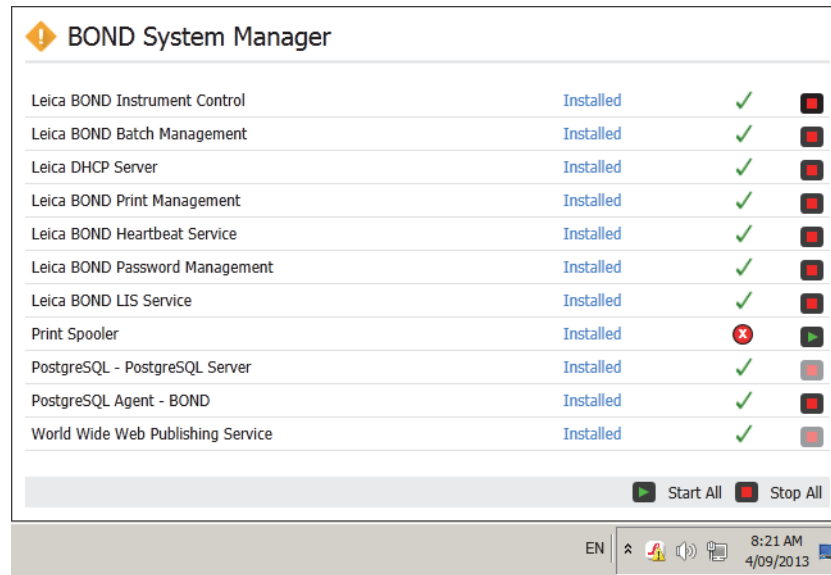 BOND System Manager
Leica BOND Instrument Control Installed
Leica BOND Batch Management Installed
Leica DHCP Server Installed
Leica BOND Print Management Installed
Leica BOND Heartbeat Service Installed
Leica BOND Password Management Installed
Leica BOND LIS Service Installed
Print Spooler Installed
PostgreSQL - PostgreSQL Server Installed
PostgreSQL Agent - BOND Installed
World Wide Web Publishing Service Installed
Start All Stop All
EN 8:21 AM
4/09/2013